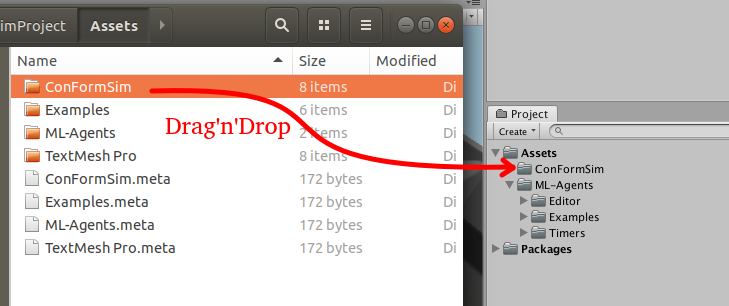 imProject Assets
Name Size Modified
ConFormSim 8 items Di
Examples 6 items Di
ML-Agents 2 items Di
TextMesh Pro 8 items Di
ConFormSim.meta 172 bytes Di
Examples.meta 172 bytes Di
ML-Agents.meta 172 bytes Di
TextMesh Pro.meta 172 bytes Di
Drag'n'Drop
Project
Create
Assets
ConFormSim
ML-Agents
Editor
Examples
Timers
Packages